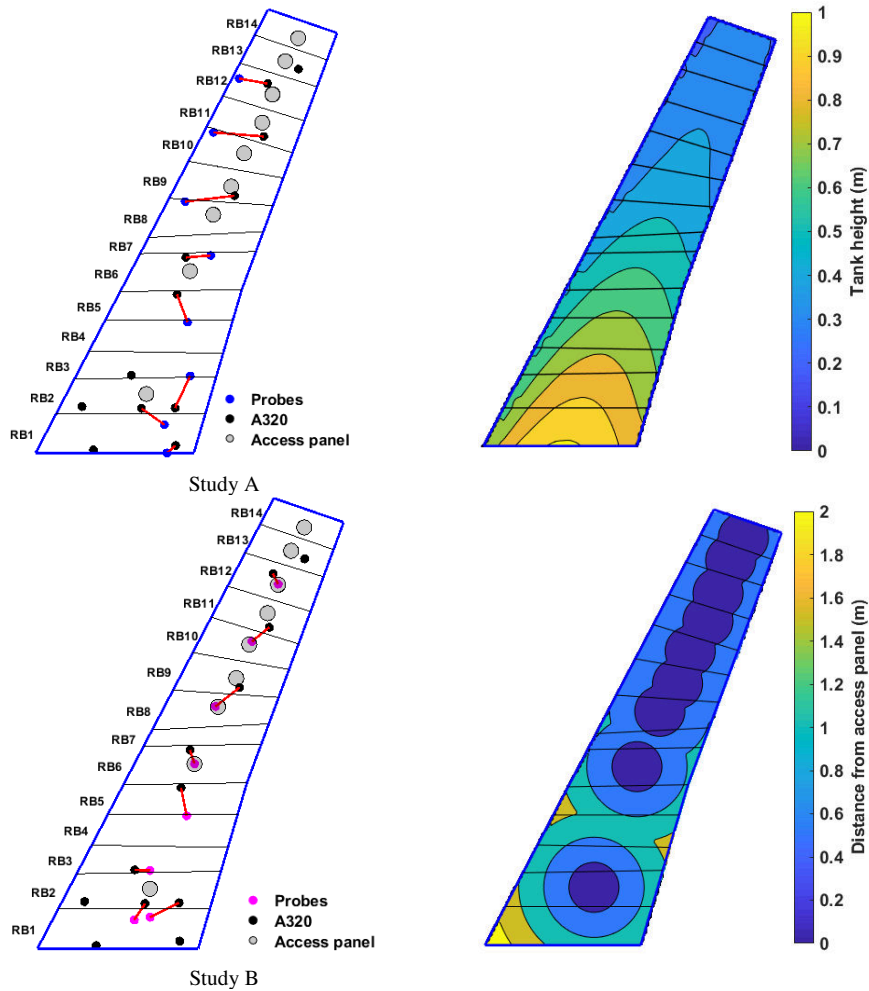 RB14
RB13
RB12
RB11
RB10
RB9
RB8
RB7
RB6
RB5
RB4
RB3
RB2
RB1
Probes
A320
Access panel
1
0.9
0.8
0.7
0.6
0.5
0.4
0.3
0.2
0.1
0
Tank height (m)
Study A
RB14
RB13
RB12
RB11
RB10
RB9
RB8
RB7
RB6
RB5
RB4
RB3
RB2
RB1
Probes
A320
Access panel
2
1.8
1.6
1.4
1.2
1
0.8
0.6
0.4
0.2
0
Distance from access panel (m)
Study B